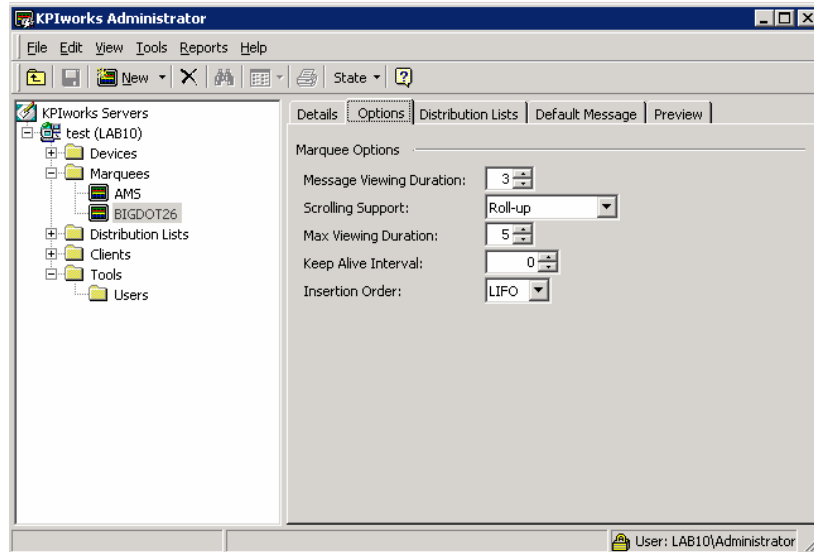 KPIworks Administrator
File Edit View Tools Reports Help
New State
KPIworks Servers
test (LAB10)
Devices
Marquees
AMS
BIGDOT26
Distribution Lists
Clients
Tools
Users
Details Options Distribution Lists Default Message Preview
Marquee Options
Message Viewing Duration: 3
Scrolling Support: Roll-up
Max Viewing Duration: 5
Keep Alive Interval: 0
Insertion Order: LIFO
User: LAB10\Administrator